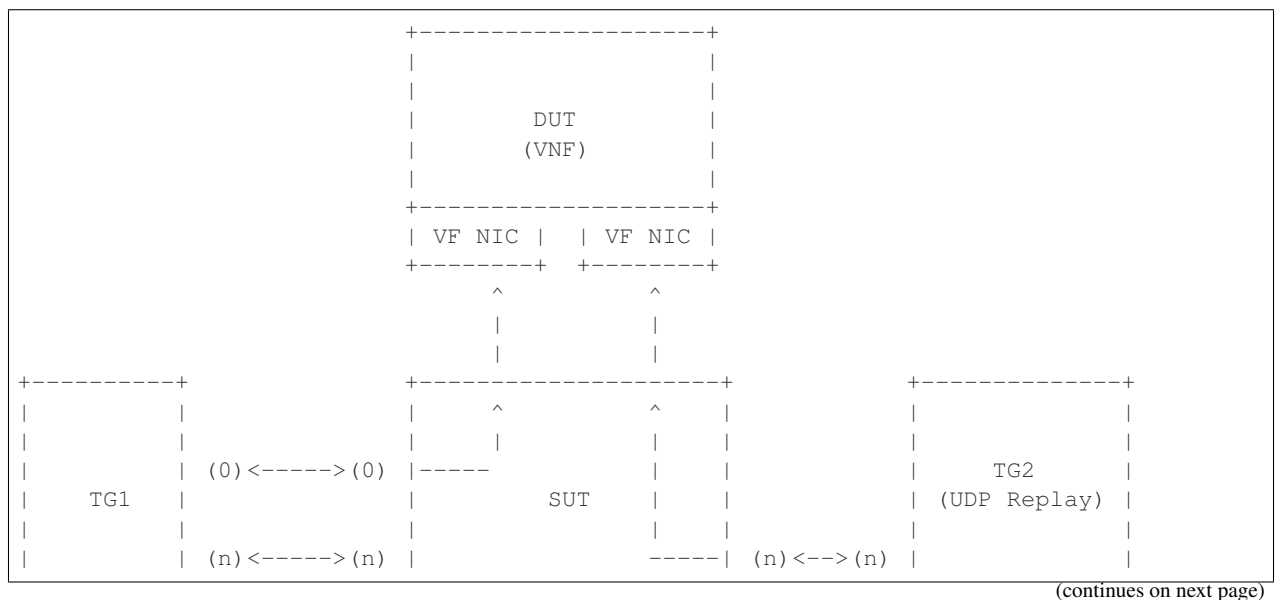 +--------------------+
|                    |
|                    |
|        DUT         |
|       (VNF)        |
|                    |
+--------------------+
| VF NIC |  | VF NIC |
+--------+  +--------+
      ^          ^
      |          |
      |          |
+----------+               +---------------------+            +--------------+
|          |               |     ^          ^    |            |              |
|          |               |     |          |    |            |              |
|          | (0)<----->(0) |-----           |    |            |     TG2      |
|    TG1   |               |         SUT    |    |            | (UDP Replay) |
|          |               |                |    |            |              |
|          | (n)<----->(n) |                -----| (n)<-->(n) |              |
(continues on next page)